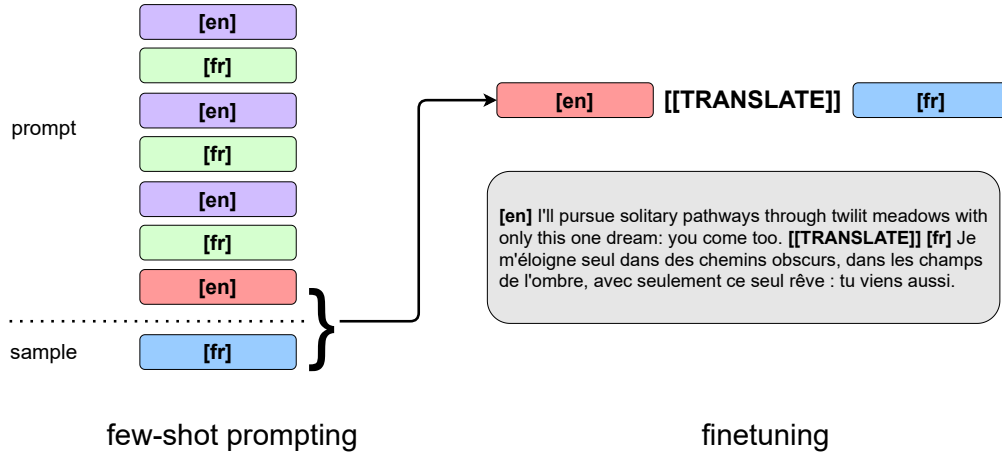 [en]
[fr]
[en]
prompt
[fr]
[en]
[fr]
[en]
sample
[fr]
few-shot prompting
[en] [[TRANSLATE]] [fr]
[en] I'll pursue solitary pathways through twilit meadows with
only this one dream: you come too. [[TRANSLATE]] [fr] Je
m'éloigne seul dans des chemins obscurs, dans les champs
de l'ombre, avec seulement ce seul rêve : tu viens aussi.
finetuning